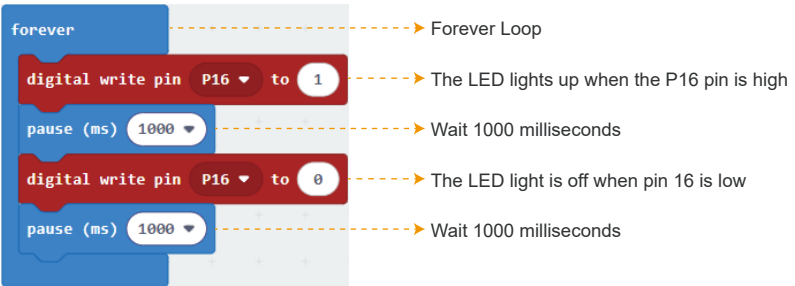 forever
Forever Loop
digital write pin P16 to 1
The LED lights up when the P16 pin is high
pause (ms) 1000
Wait 1000 milliseconds
digital write pin P16 to 0
The LED light is off when pin 16 is low
pause (ms) 1000
Wait 1000 milliseconds